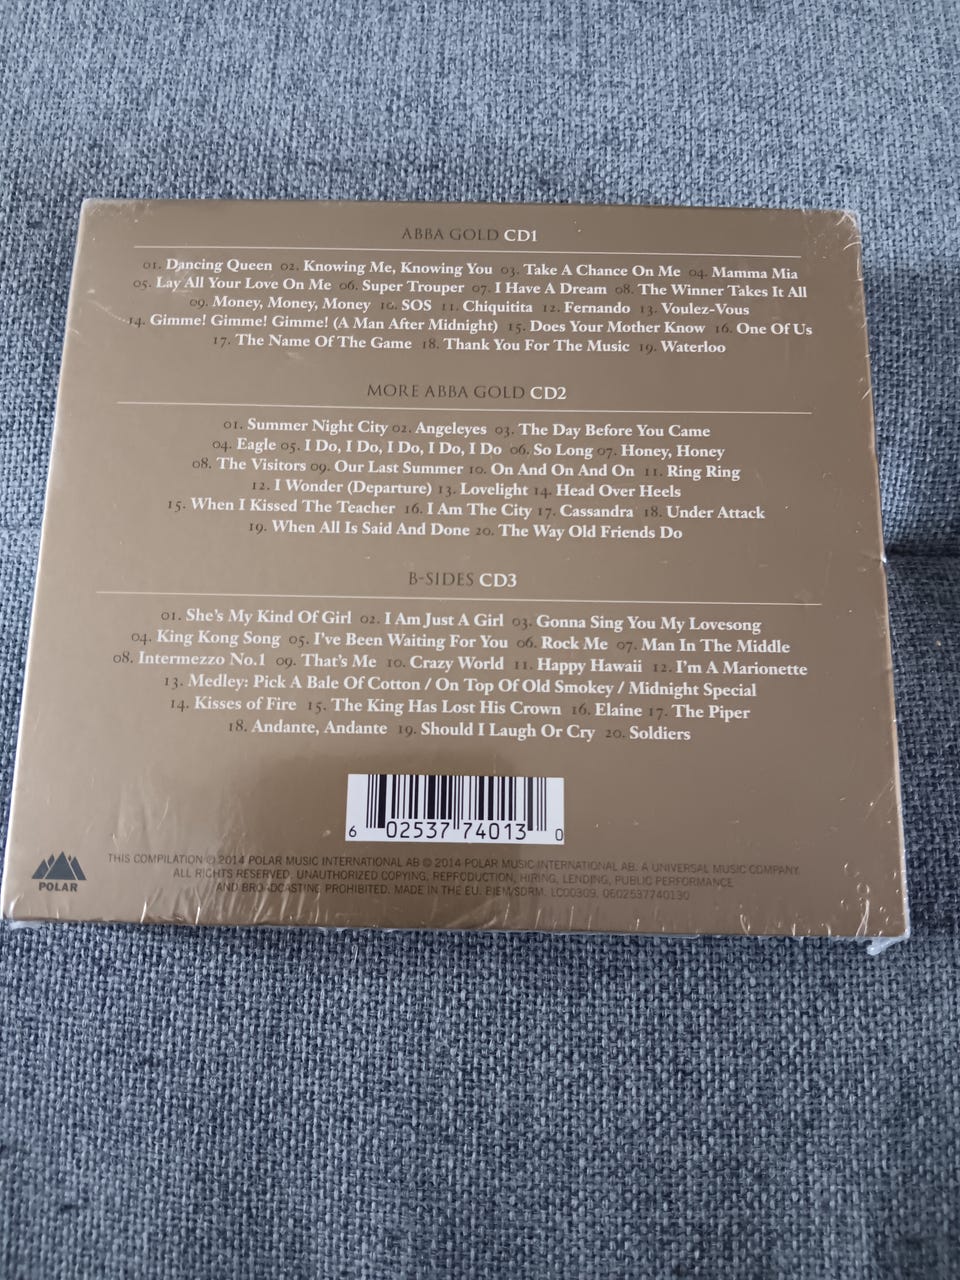 ABBA GOLD CD1
01. Dancing Queen 02. Knowing Me, Knowing You 03. Take A Chance On Me 04. Mamma Mia
05. Lay All Your Love On Me 06. Super Trouper 07. I Have A Dream 08. The Winner Takes It All
09. Money, Money, Money 10. SOS 11. Chiquitita 12. Fernando 13. Voulez-Vous
14. Gimme! Gimme! Gimme! (A Man After Midnight) 15. Does Your Mother Know 16. One Of Us
17. The Name Of The Game 18. Thank You For The Music 19. Waterloo
MORE ABBA GOLD CD2
01. Summer Night City 02. Angeleyes 03. The Day Before You Came
04. Eagle 05. I Do, I Do, I Do, I Do, I Do 06. So Long 07. Honey, Honey
08. The Visitors 09. Our Last Summer 10. On And On And On 11. Ring Ring
12. I Wonder (Departure) 13. Lovelight 14. Head Over Heels
15. When I Kissed The Teacher 16. I Am The City 17. Cassandra 18. Under Attack
19. When All Is Said And Done 20. The Way Old Friends Do
B-SIDES CD3
01. She's My Kind Of Girl 02. I Am Just A Girl 03. Gonna Sing You My Lovesong
04. King Kong Song 05. I've Been Waiting For You 06. Rock Me 07. Man In The Middle
08. Intermezzo No.1 09. That's Me 10. Crazy World 11. Happy Hawaii 12. I'm A Marionette
13. Medley: Pick A Bale Of Cotton / On Top Of Old Smokey / Midnight Special
14. Kisses of Fire 15. The King Has Lost His Crown 16. Elaine 17. The Piper
18. Andante, Andante 19. Should I Laugh Or Cry 20. Soldiers
6 02537 74013 0
POLAR
THIS COMPILATION ℗ 2014 POLAR MUSIC INTERNATIONAL AB © 2014 POLAR MUSIC INTERNATIONAL AB. A UNIVERSAL MUSIC COMPANY.
ALL RIGHTS RESERVED. UNAUTHORIZED COPYING, REPRODUCTION, HIRING, LENDING, PUBLIC PERFORMANCE
AND BROADCASTING PROHIBITED. MADE IN THE EU. BIEM/SDRM. LC00309. 0602537740130